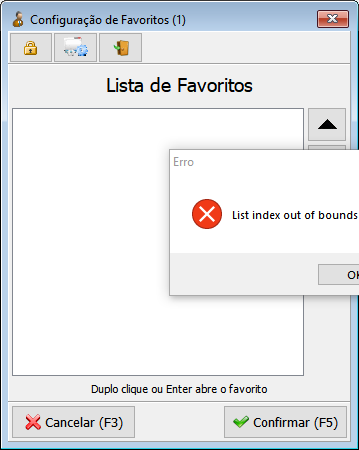 Configuração de Favoritos (1)
Lista de Favoritos
Erro
List index out of bounds
OK
Duplo clique ou Enter abre o favorito
Cancelar (F3)
Confirmar (F5)